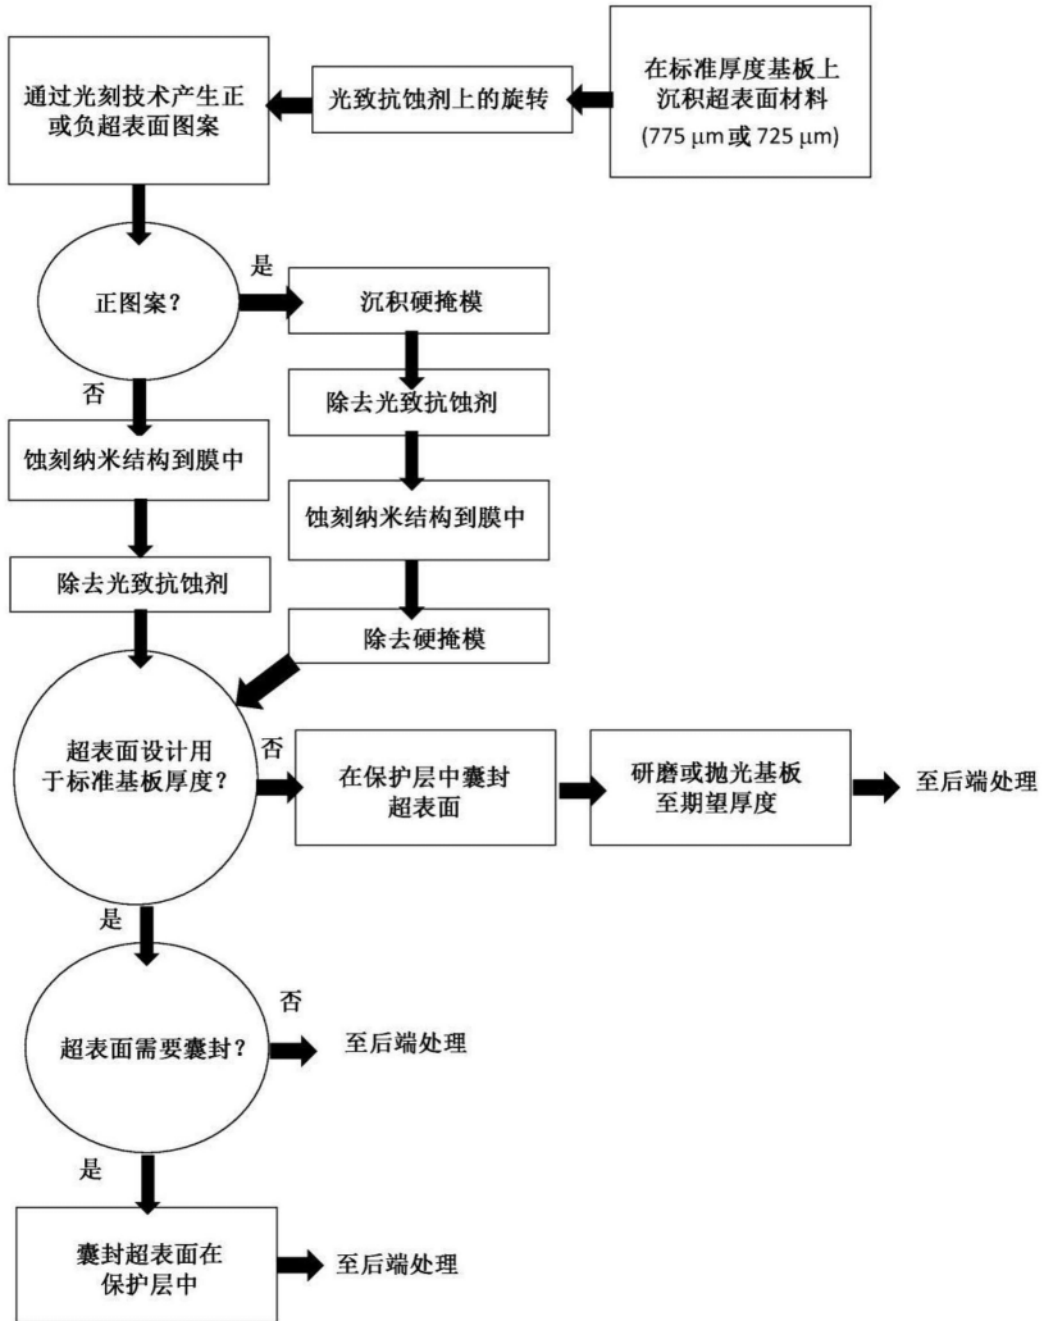 在标准厚度基板上
沉积超表面材料
(775 μm 或 725 μm)
光致抗蚀剂上的旋转
通过光刻技术产生正
或负超表面图案
正图案？
是
沉积硬掩模
除去光致抗蚀剂
蚀刻纳米结构到膜中
除去硬掩模
否
蚀刻纳米结构到膜中
除去光致抗蚀剂
超表面设计用
于标准基板厚度？
否
在保护层中囊封
超表面
研磨或抛光基板
至期望厚度
至后端处理
是
超表面需要囊封？
否
至后端处理
是
囊封超表面在
保护层中
至后端处理